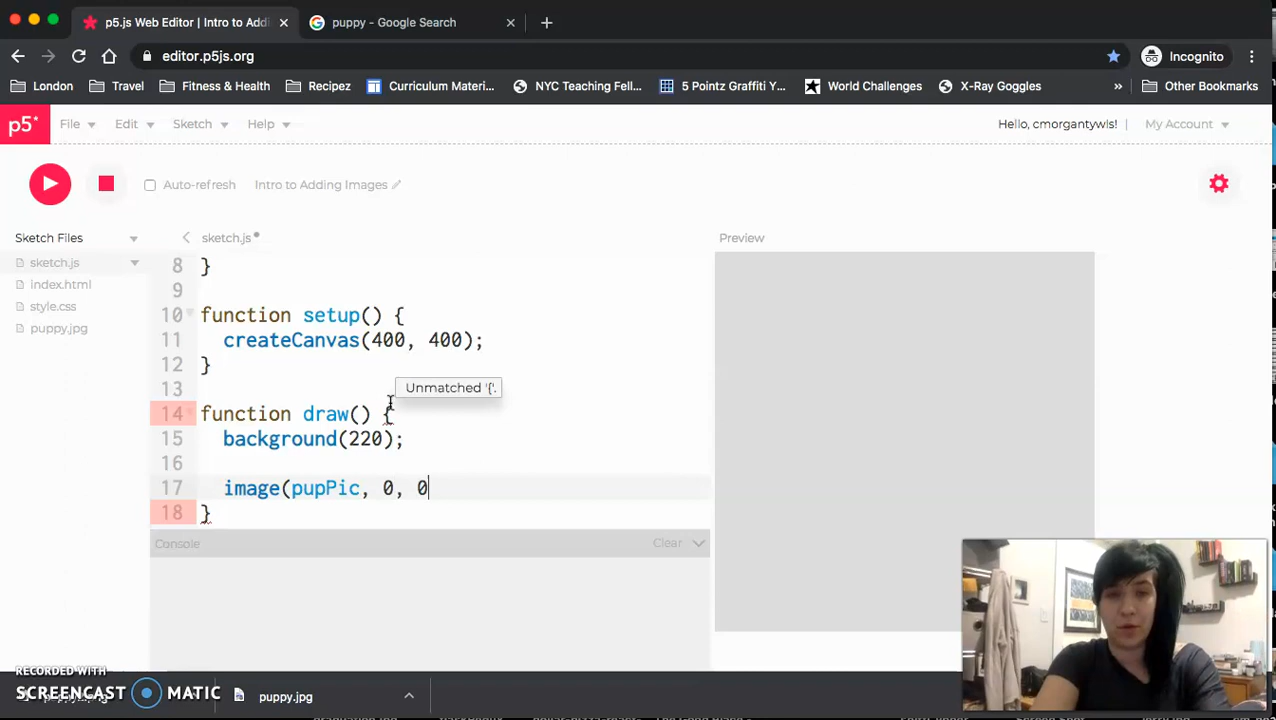 p5.js Web Editor | Intro to Addi
puppy - Google Search
editor.p5js.org
Incognito
London
Travel
Fitness & Health
Recipez
Curriculum Materi...
NYC Teaching Fell...
5 Pointz Graffiti Y...
World Challenges
X-Ray Goggles
»
Other Bookmarks
p5*
File
Edit
Sketch
Help
Hello, cmorgantywls!
My Account
Auto-refresh
Intro to Adding Images
Sketch Files
sketch.js
Preview
sketch.js
index.html
style.css
puppy.jpg
8 }
9
10 function setup() {
11 createCanvas(400, 400);
12 }
13
Unmatched '{'.
14 function draw() {
15 background(220);
16
17 image(pupPic, 0, 0
18 }
Console
Clear
RECORDED WITH
SCREENCAST MATIC
puppy.jpg